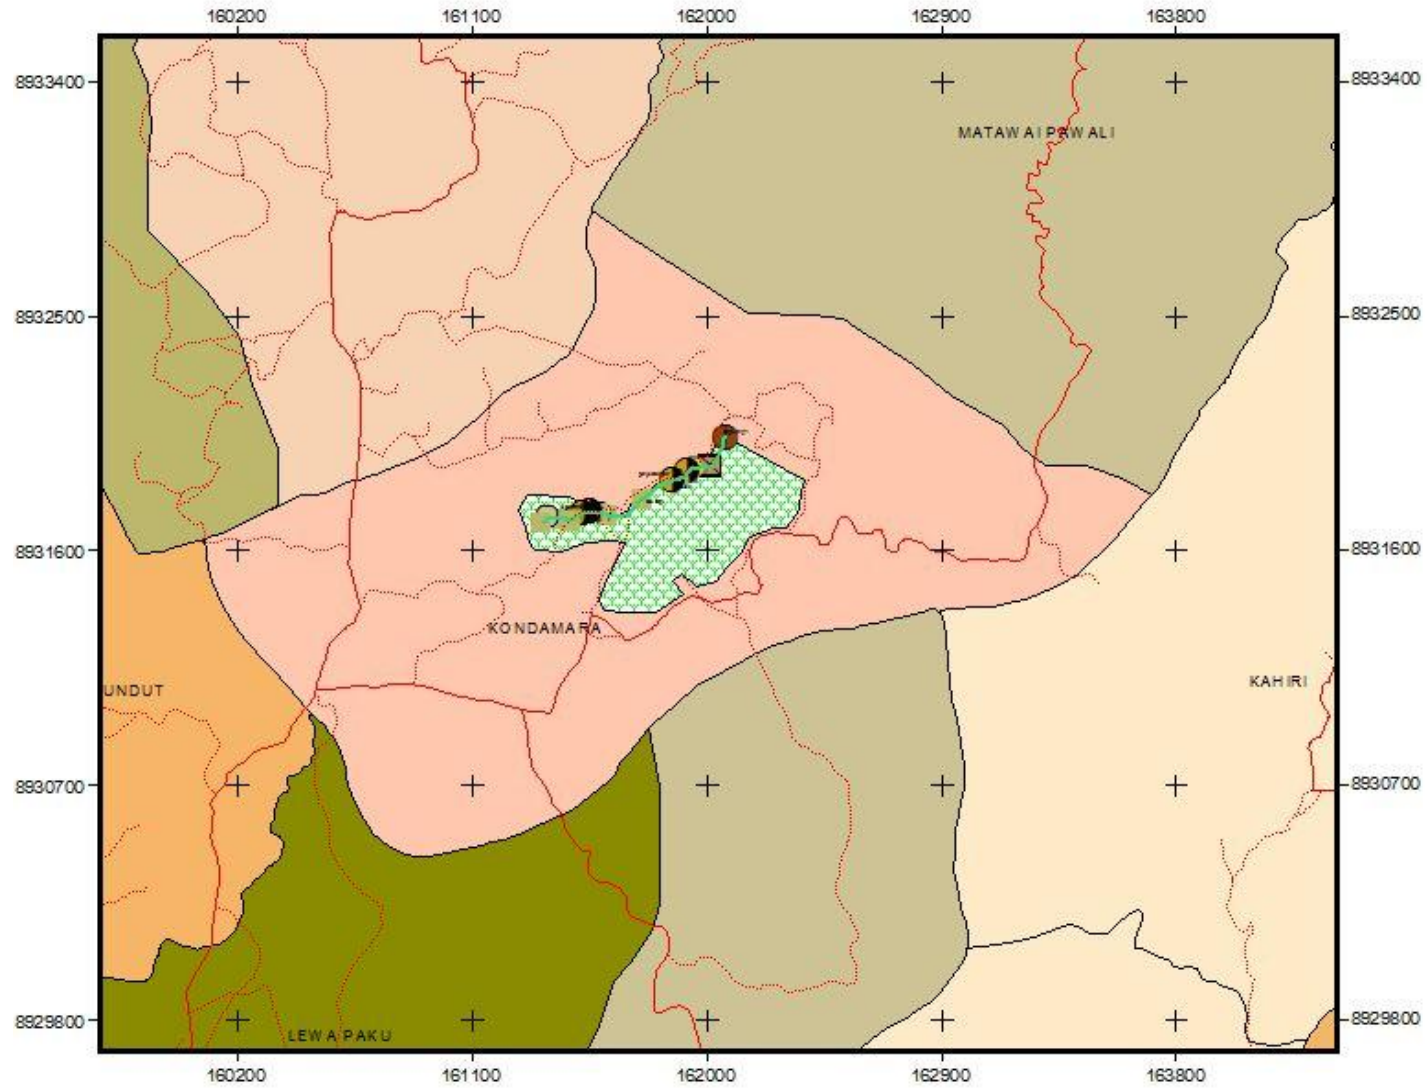 160200 161100 162000 162900 163800
8933400 8933400
MATAWAI PAWALI
8932500 8932500
8931600 8931600
KONDAMARA
UNDUT KAHIRI
8930700 8930700
8929800 8929800
LEWA PAKU
160200 161100 162000 162900 163800